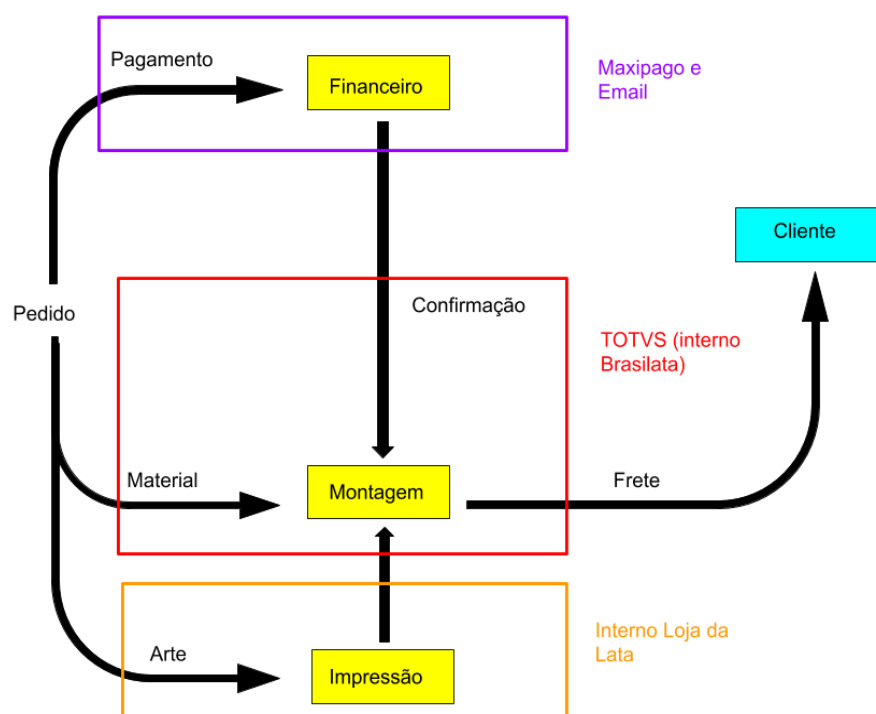 Pagamento
Financeiro
Maxipago e
Email
Cliente
Pedido
Confirmação
TOTVS (interno
Brasilata)
Material
Montagem
Frete
Arte
Impressão
Interno Loja da
Lata